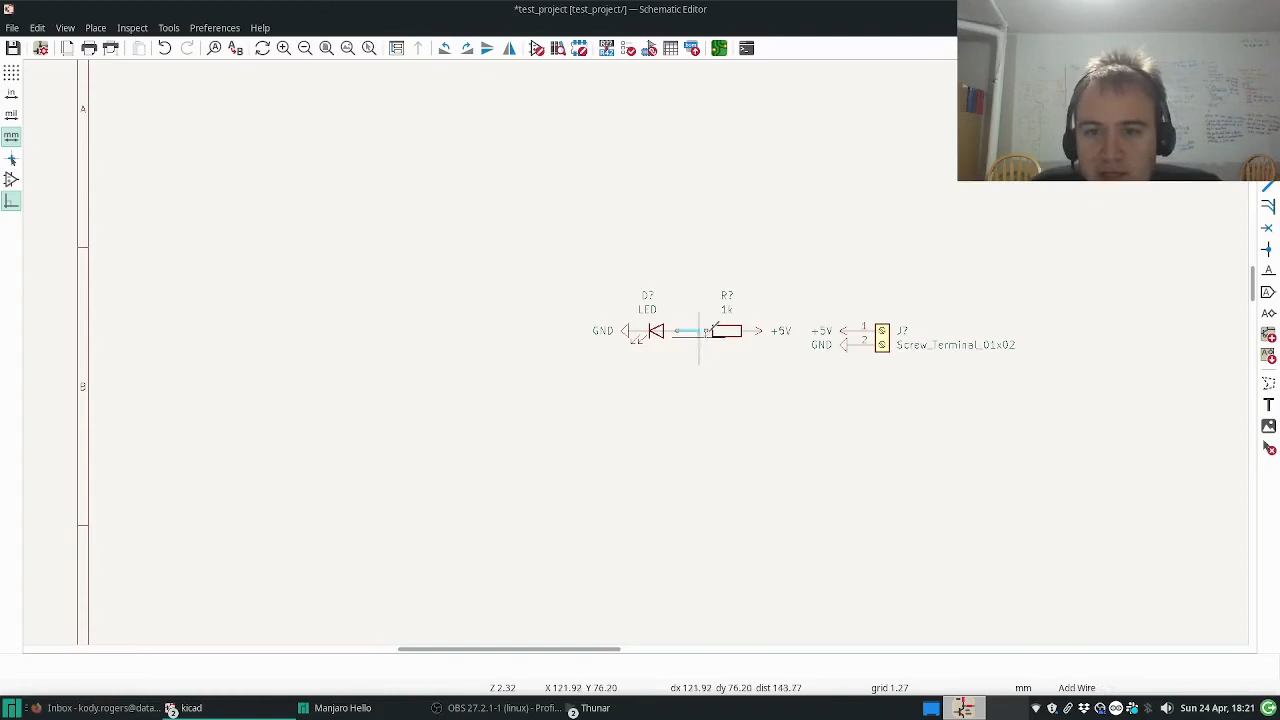 *test_project [test_project/] — Schematic Editor
File Edit View Place Inspect Tools Preferences Help
in
mil
mm
A
B
D?
LED
GND
R?
1k
+5V
+5V
GND
1
2
J?
Screw_Terminal_01x02
A
T
Z 2.32 X 121.92 Y 76.20 dx 121.92 dy 76.20 dist 143.77 grid 1.27 mm Add Wire
Inbox - kody.rogers@data... 2 kicad Manjaro Hello OBS 27.2.1-1 (linux) - Profi... 2 Thunar Sun 24 Apr, 18:21